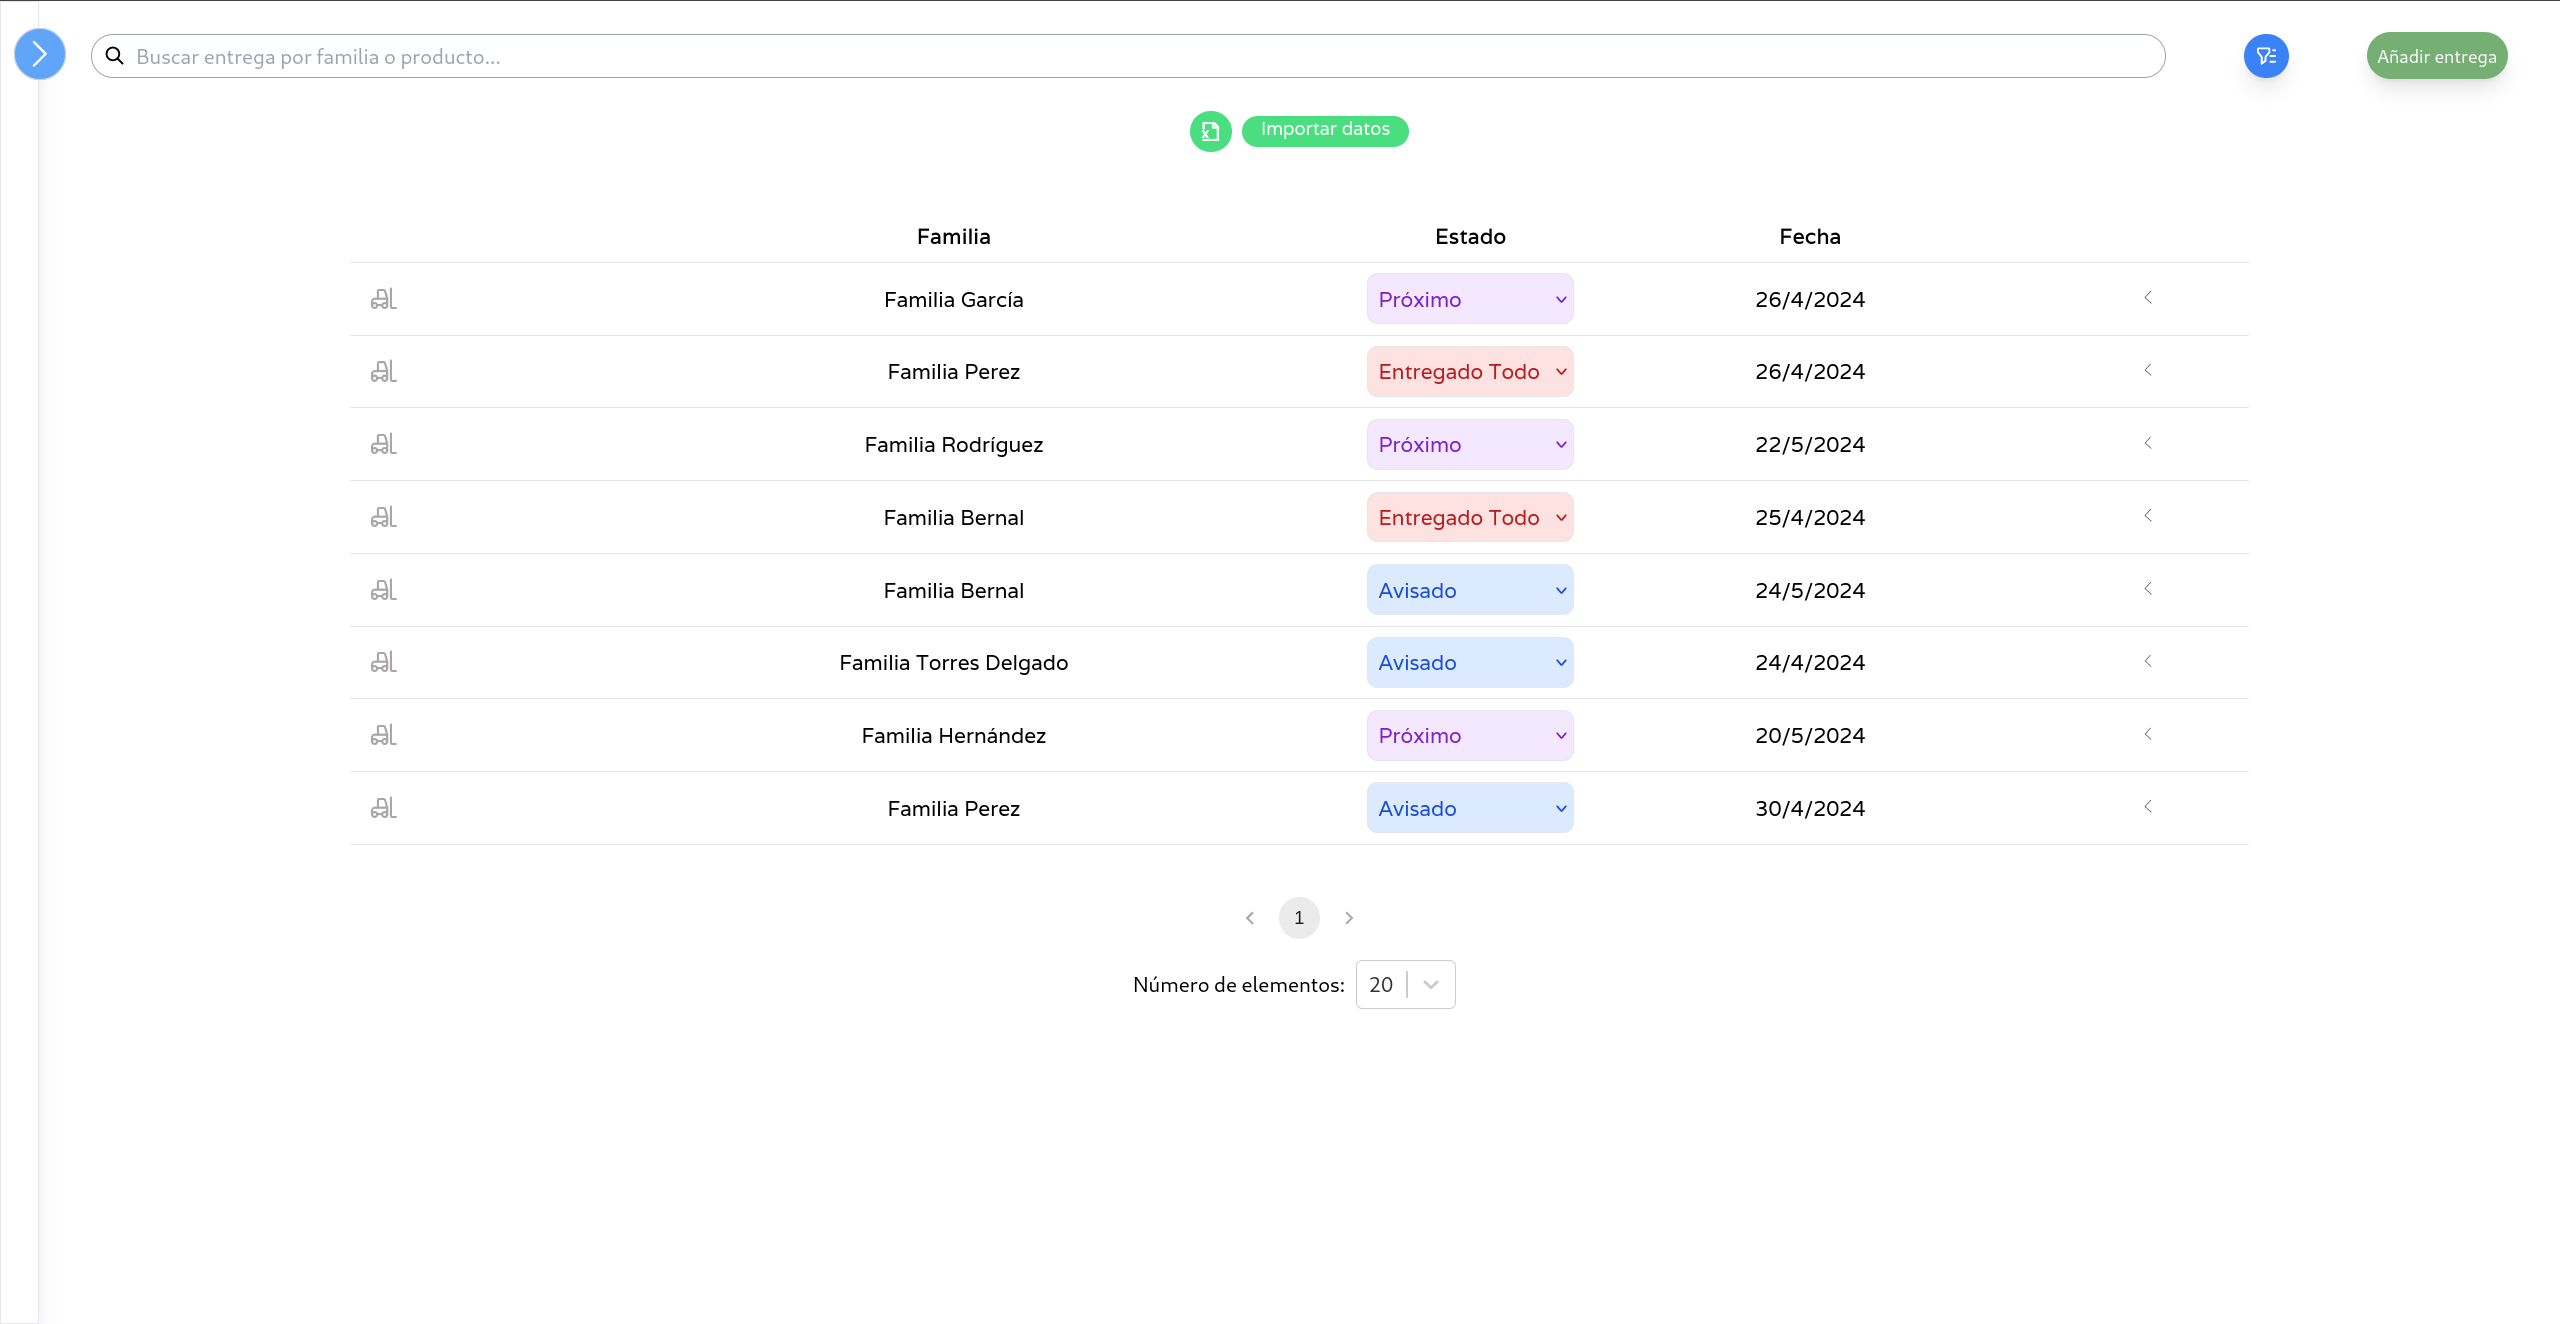 Buscar entrega por familia o producto...
Añadir entrega
Importar datos
Familia Estado Fecha
Familia García Próximo 26/4/2024
Familia Perez Entregado Todo 26/4/2024
Familia Rodríguez Próximo 22/5/2024
Familia Bernal Entregado Todo 25/4/2024
Familia Bernal Avisado 24/5/2024
Familia Torres Delgado Avisado 24/4/2024
Familia Hernández Próximo 20/5/2024
Familia Perez Avisado 30/4/2024
1
Número de elementos: 20